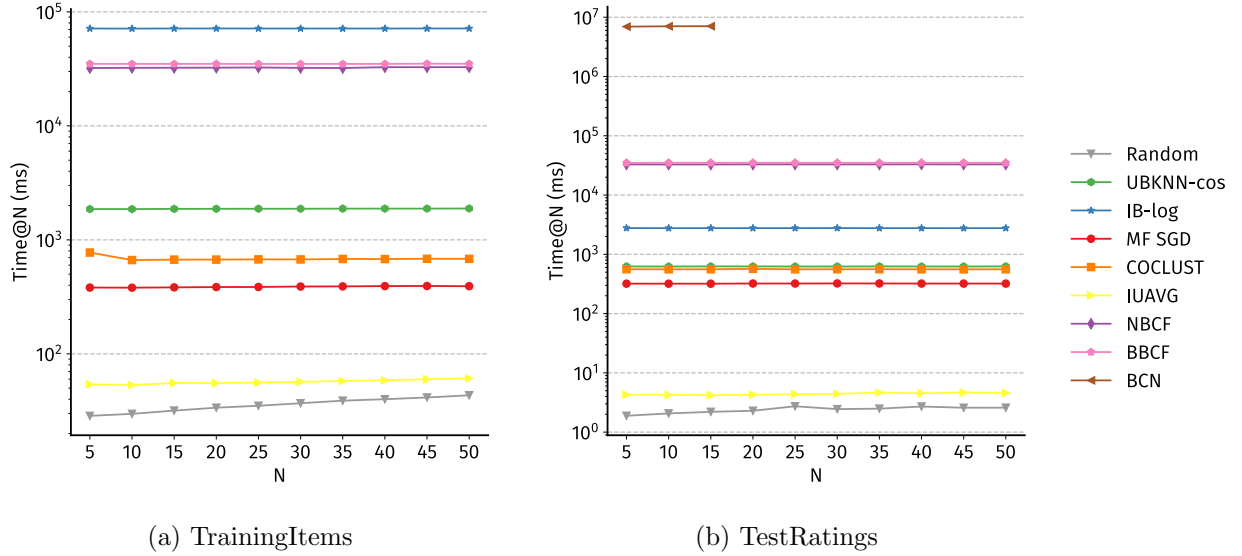 10^5
10^4
10^3
10^2
Time@N (ms)
5 10 15 20 25 30 35 40 45 50
N
(a) TrainingItems
10^7
10^6
10^5
10^4
10^3
10^2
10^1
10^0
Time@N (ms)
5 10 15 20 25 30 35 40 45 50
N
(b) TestRatings
Random
UBKNN-cos
IB-log
MF SGD
COCLUST
IUAVG
NBCF
BBCF
BCN